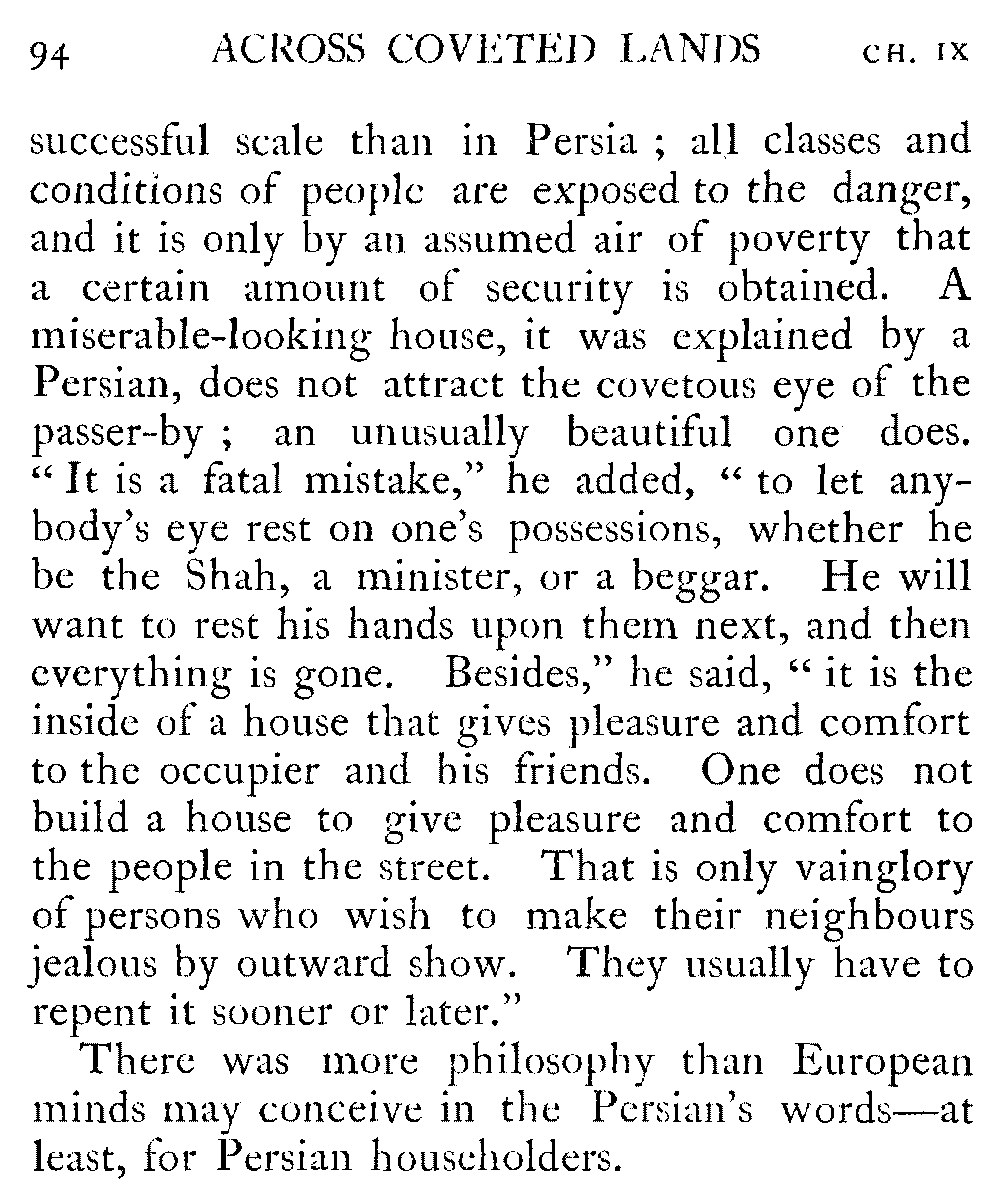 94 ACROSS COVETED LANDS CH. IX
successful scale than in Persia ; all classes and
conditions of people are exposed to the danger,
and it is only by an assumed air of poverty that
a certain amount of security is obtained. A
miserable-looking house, it was explained by a
Persian, does not attract the covetous eye of the
passer-by ; an unusually beautiful one does.
“ It is a fatal mistake,” he added, “ to let any-
body’s eye rest on one’s possessions, whether he
be the Shah, a minister, or a beggar. He will
want to rest his hands upon them next, and then
everything is gone. Besides,” he said, “ it is the
inside of a house that gives pleasure and comfort
to the occupier and his friends. One does not
build a house to give pleasure and comfort to
the people in the street. That is only vainglory
of persons who wish to make their neighbours
jealous by outward show. They usually have to
repent it sooner or later.”
There was more philosophy than European
minds may conceive in the Persian’s words—at
least, for Persian householders.